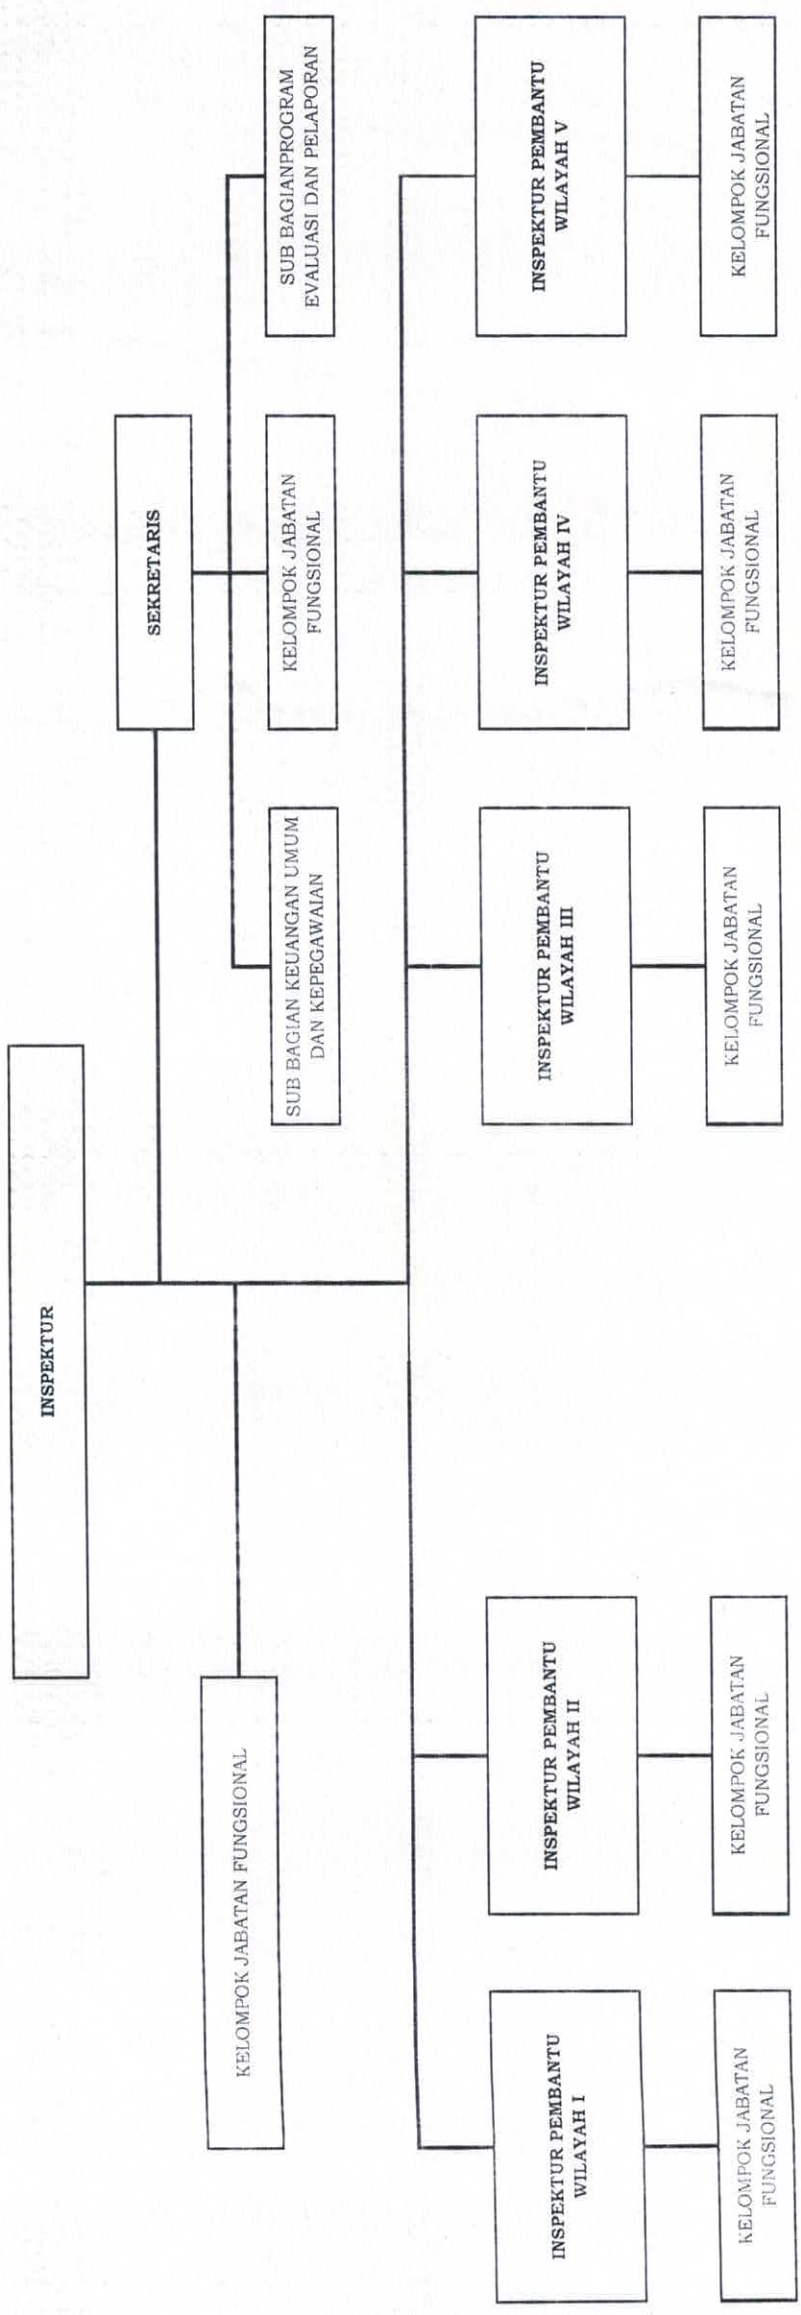 INSPEKTUR
SEKRETARIS
KELOMPOK JABATAN FUNGSIONAL
SUB BAGIAN KEUANGAN UMUM
DAN KEPEGAWAIAN
KELOMPOK JABATAN
FUNGSIONAL
SUB BAGIANPROGRAM
EVALUASI DAN PELAPORAN
INSPEKTUR PEMBANTU
WILAYAH I
INSPEKTUR PEMBANTU
WILAYAH II
INSPEKTUR PEMBANTU
WILAYAH III
INSPEKTUR PEMBANTU
WILAYAH IV
INSPEKTUR PEMBANTU
WILAYAH V
KELOMPOK JABATAN
FUNGSIONAL
KELOMPOK JABATAN
FUNGSIONAL
KELOMPOK JABATAN
FUNGSIONAL
KELOMPOK JABATAN
FUNGSIONAL
KELOMPOK JABATAN
FUNGSIONAL